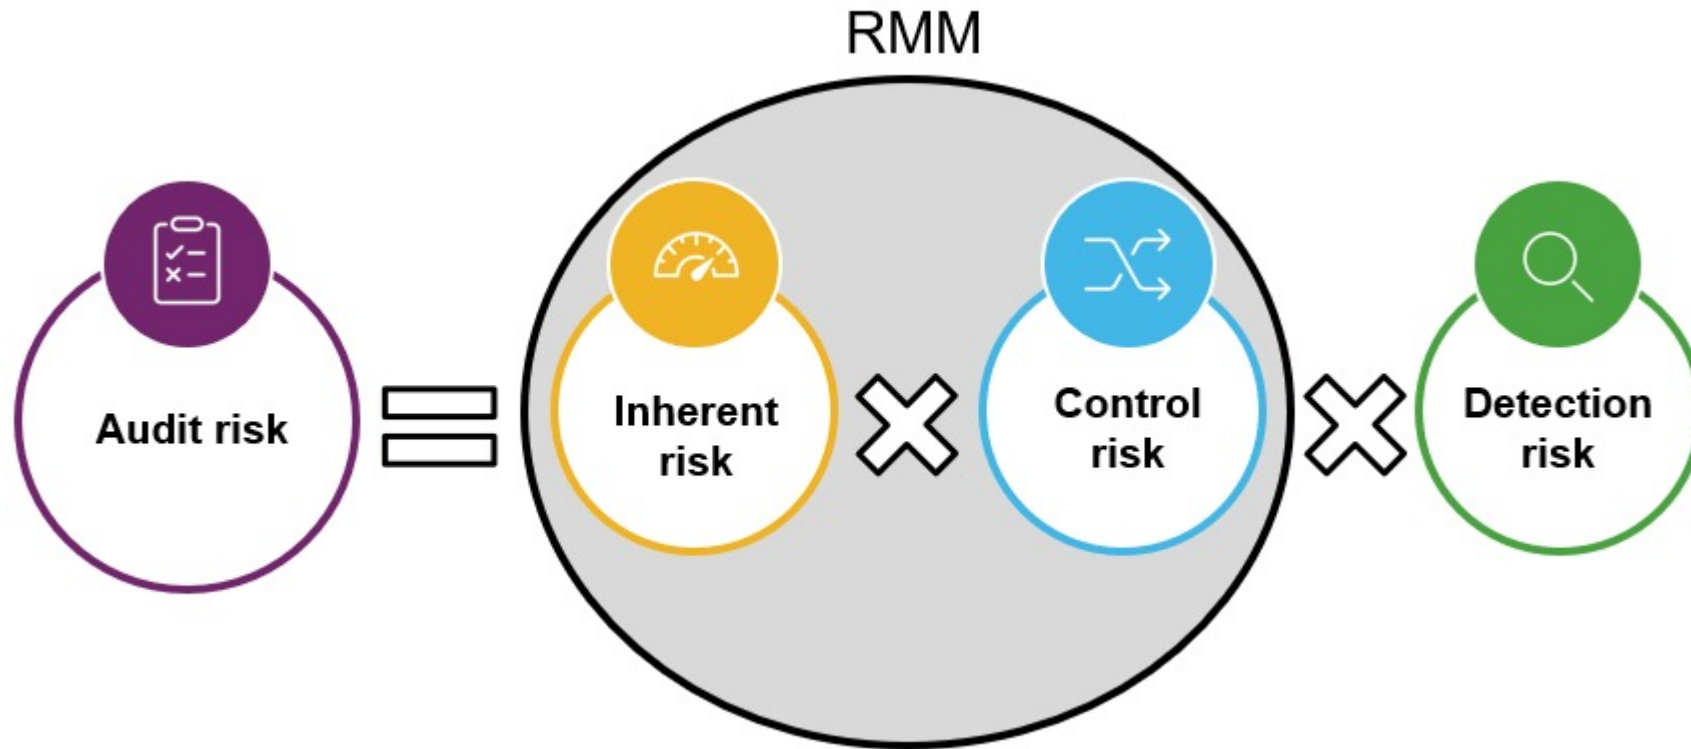 RMM
Audit risk
Inherent
risk
Control
risk
Detection
risk